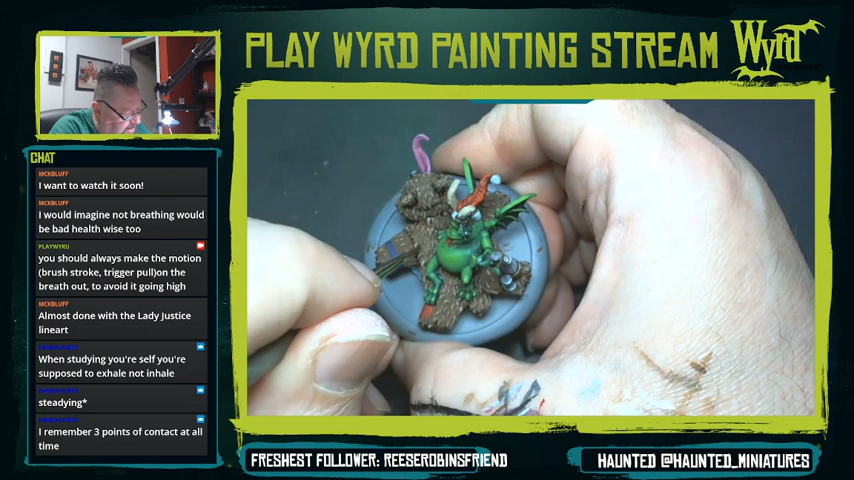 PLAY WYRD PAINTING STREAM
Wyrd
CHAT
MCKBLUFF
I want to watch it soon!
MCKBLUFF
I would imagine not breathing would
be bad health wise too
PLAYWYRD
you should always make the motion
(brush stroke, trigger pull)on the
breath out, to avoid it going high
MCKBLUFF
Almost done with the Lady Justice
lineart
When studying you're self you're
supposed to exhale not inhale
steadying*
I remember 3 points of contact at all
time
FRESHEST FOLLOWER: REESEROBINSFRIEND
HAUNTED @HAUNTED_MINIATURES